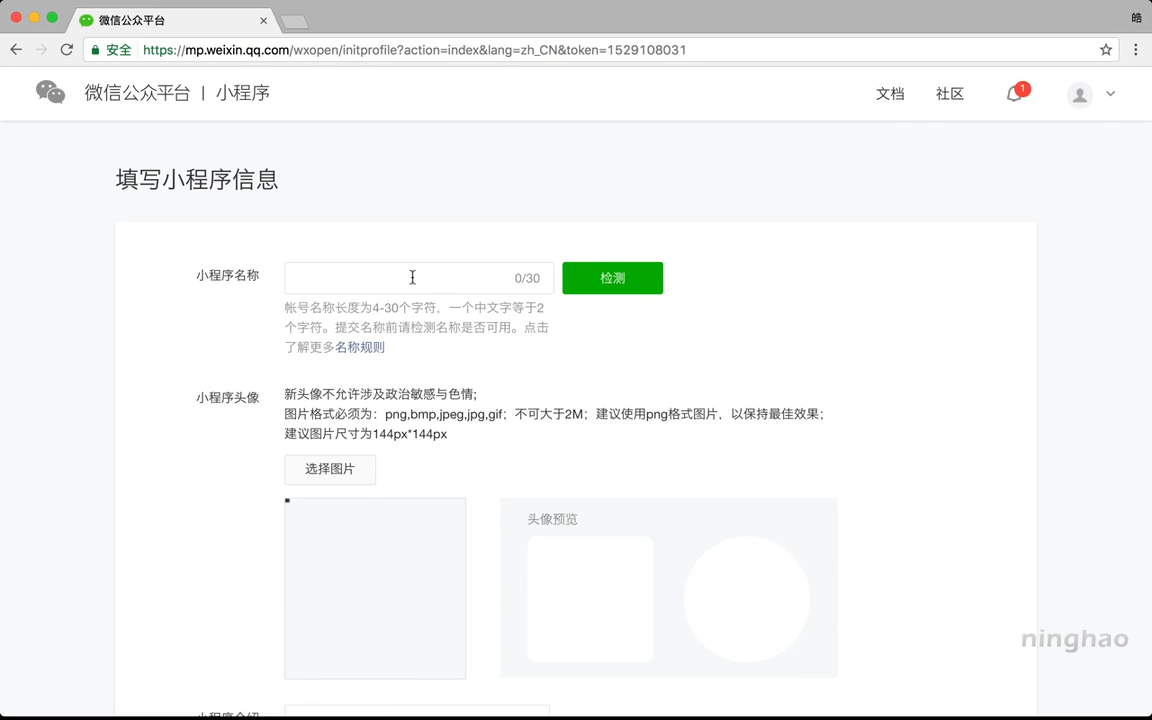 微信公众平台
皓
安全 https://mp.weixin.qq.com/wxopen/initprofile?action=index&lang=zh_CN&token=1529108031
微信公众平台 | 小程序
文档
社区
1
填写小程序信息
小程序名称
0/30
检测
帐号名称长度为4-30个字符，一个中文字等于2
个字符。提交名称前请检测名称是否可用。点击
了解更多名称规则
小程序头像
新头像不允许涉及政治敏感与色情;
图片格式必须为：png,bmp,jpeg,jpg,gif；不可大于2M；建议使用png格式图片，以保持最佳效果；
建议图片尺寸为144px*144px
选择图片
头像预览
ninghao
小程序介绍